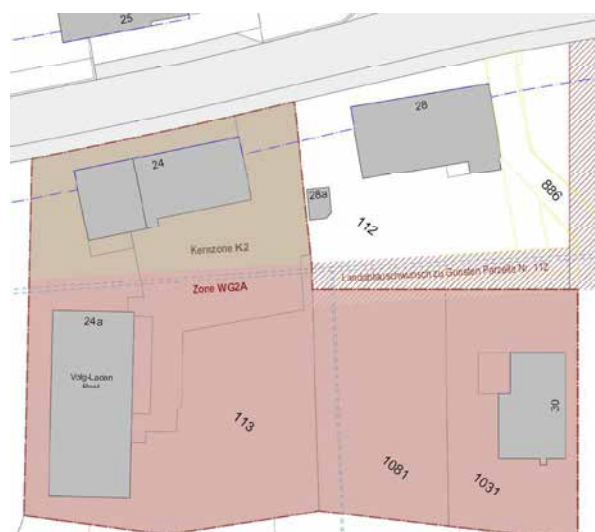 25
28
24
28a
886
112
Kernzone K2
Landabtauschwunsch zu Gunsten Parzelle Nr. 112
Zone WG2A
24a
Volg-Laden
Post
30
113
1081
1031